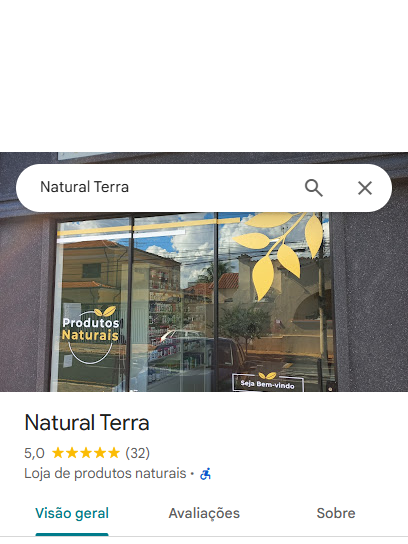 Natural Terra
Produtos
Naturais
Seja Bem-vindo
Natural Terra
5,0 (32)
Loja de produtos naturais ·
Visão geral
Avaliações
Sobre